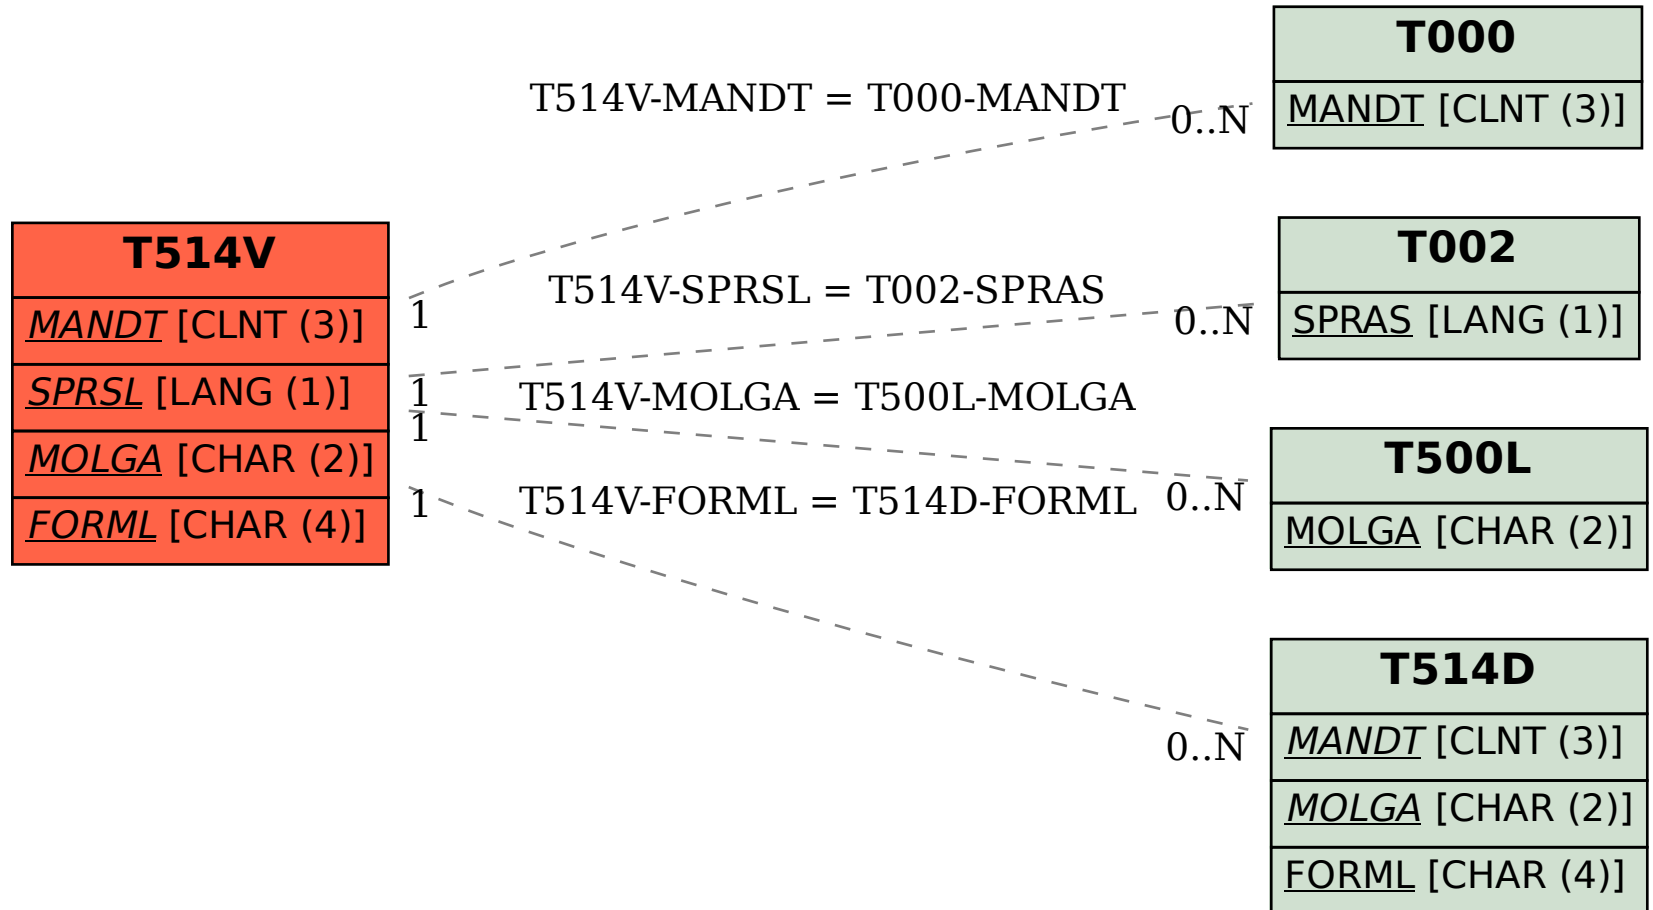 T514V
MANDT [CLNT (3)]
SPRSL [LANG (1)]
MOLGA [CHAR (2)]
FORML [CHAR (4)]
T514V-MANDT = T000-MANDT
0..N
1
T514V-SPRSL = T002-SPRAS
0..N
1
T514V-MOLGA = T500L-MOLGA
1
0..N
T514V-FORML = T514D-FORML
1
0..N
T000
MANDT [CLNT (3)]
T002
SPRAS [LANG (1)]
T500L
MOLGA [CHAR (2)]
T514D
MANDT [CLNT (3)]
MOLGA [CHAR (2)]
FORML [CHAR (4)]